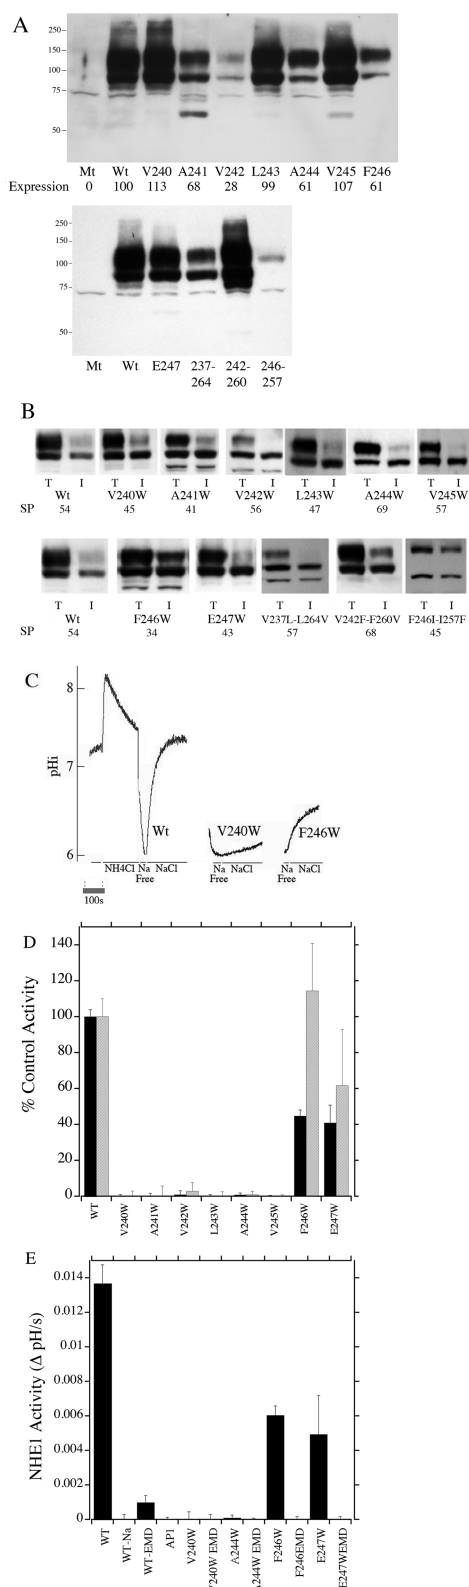 A
250
150
100
75
50
Mt Wt V240 A241 V242 L243 A244 V245 F246
Expression 0 100 113 68 28 99 61 107 61
250
150
100
75
50
Mt Wt E247 237- 242- 246-
264 260 257
B
T I T I T I T I T I T I T I
Wt V240W A241W V242W L243W A244W V245W
SP 54 45 41 56 47 69 57
T I T I T I T I T I T I
Wt F246W E247W V237L-L264V V242F-F260V F246I-I257F
SP 54 34 43 57 68 45
C
8
7
6
pHi
Wt V240W F246W
NH4Cl Na NaCl Na NaCl Na NaCl
Free Free Free
100s
D
140
120
100
80
60
40
20
0
% Control Activity
WT V240W A241W V242W L243W A244W V245W F246W E247W
E
0.014
0.012
0.01
0.008
0.006
0.004
0.002
0
NHE1 Activity (Δ pH/s)
WT WT-Na WT-EMD AP1 V240W V240W EMD A244W A244W EMD F246W F246EMD E247W E247WEMD